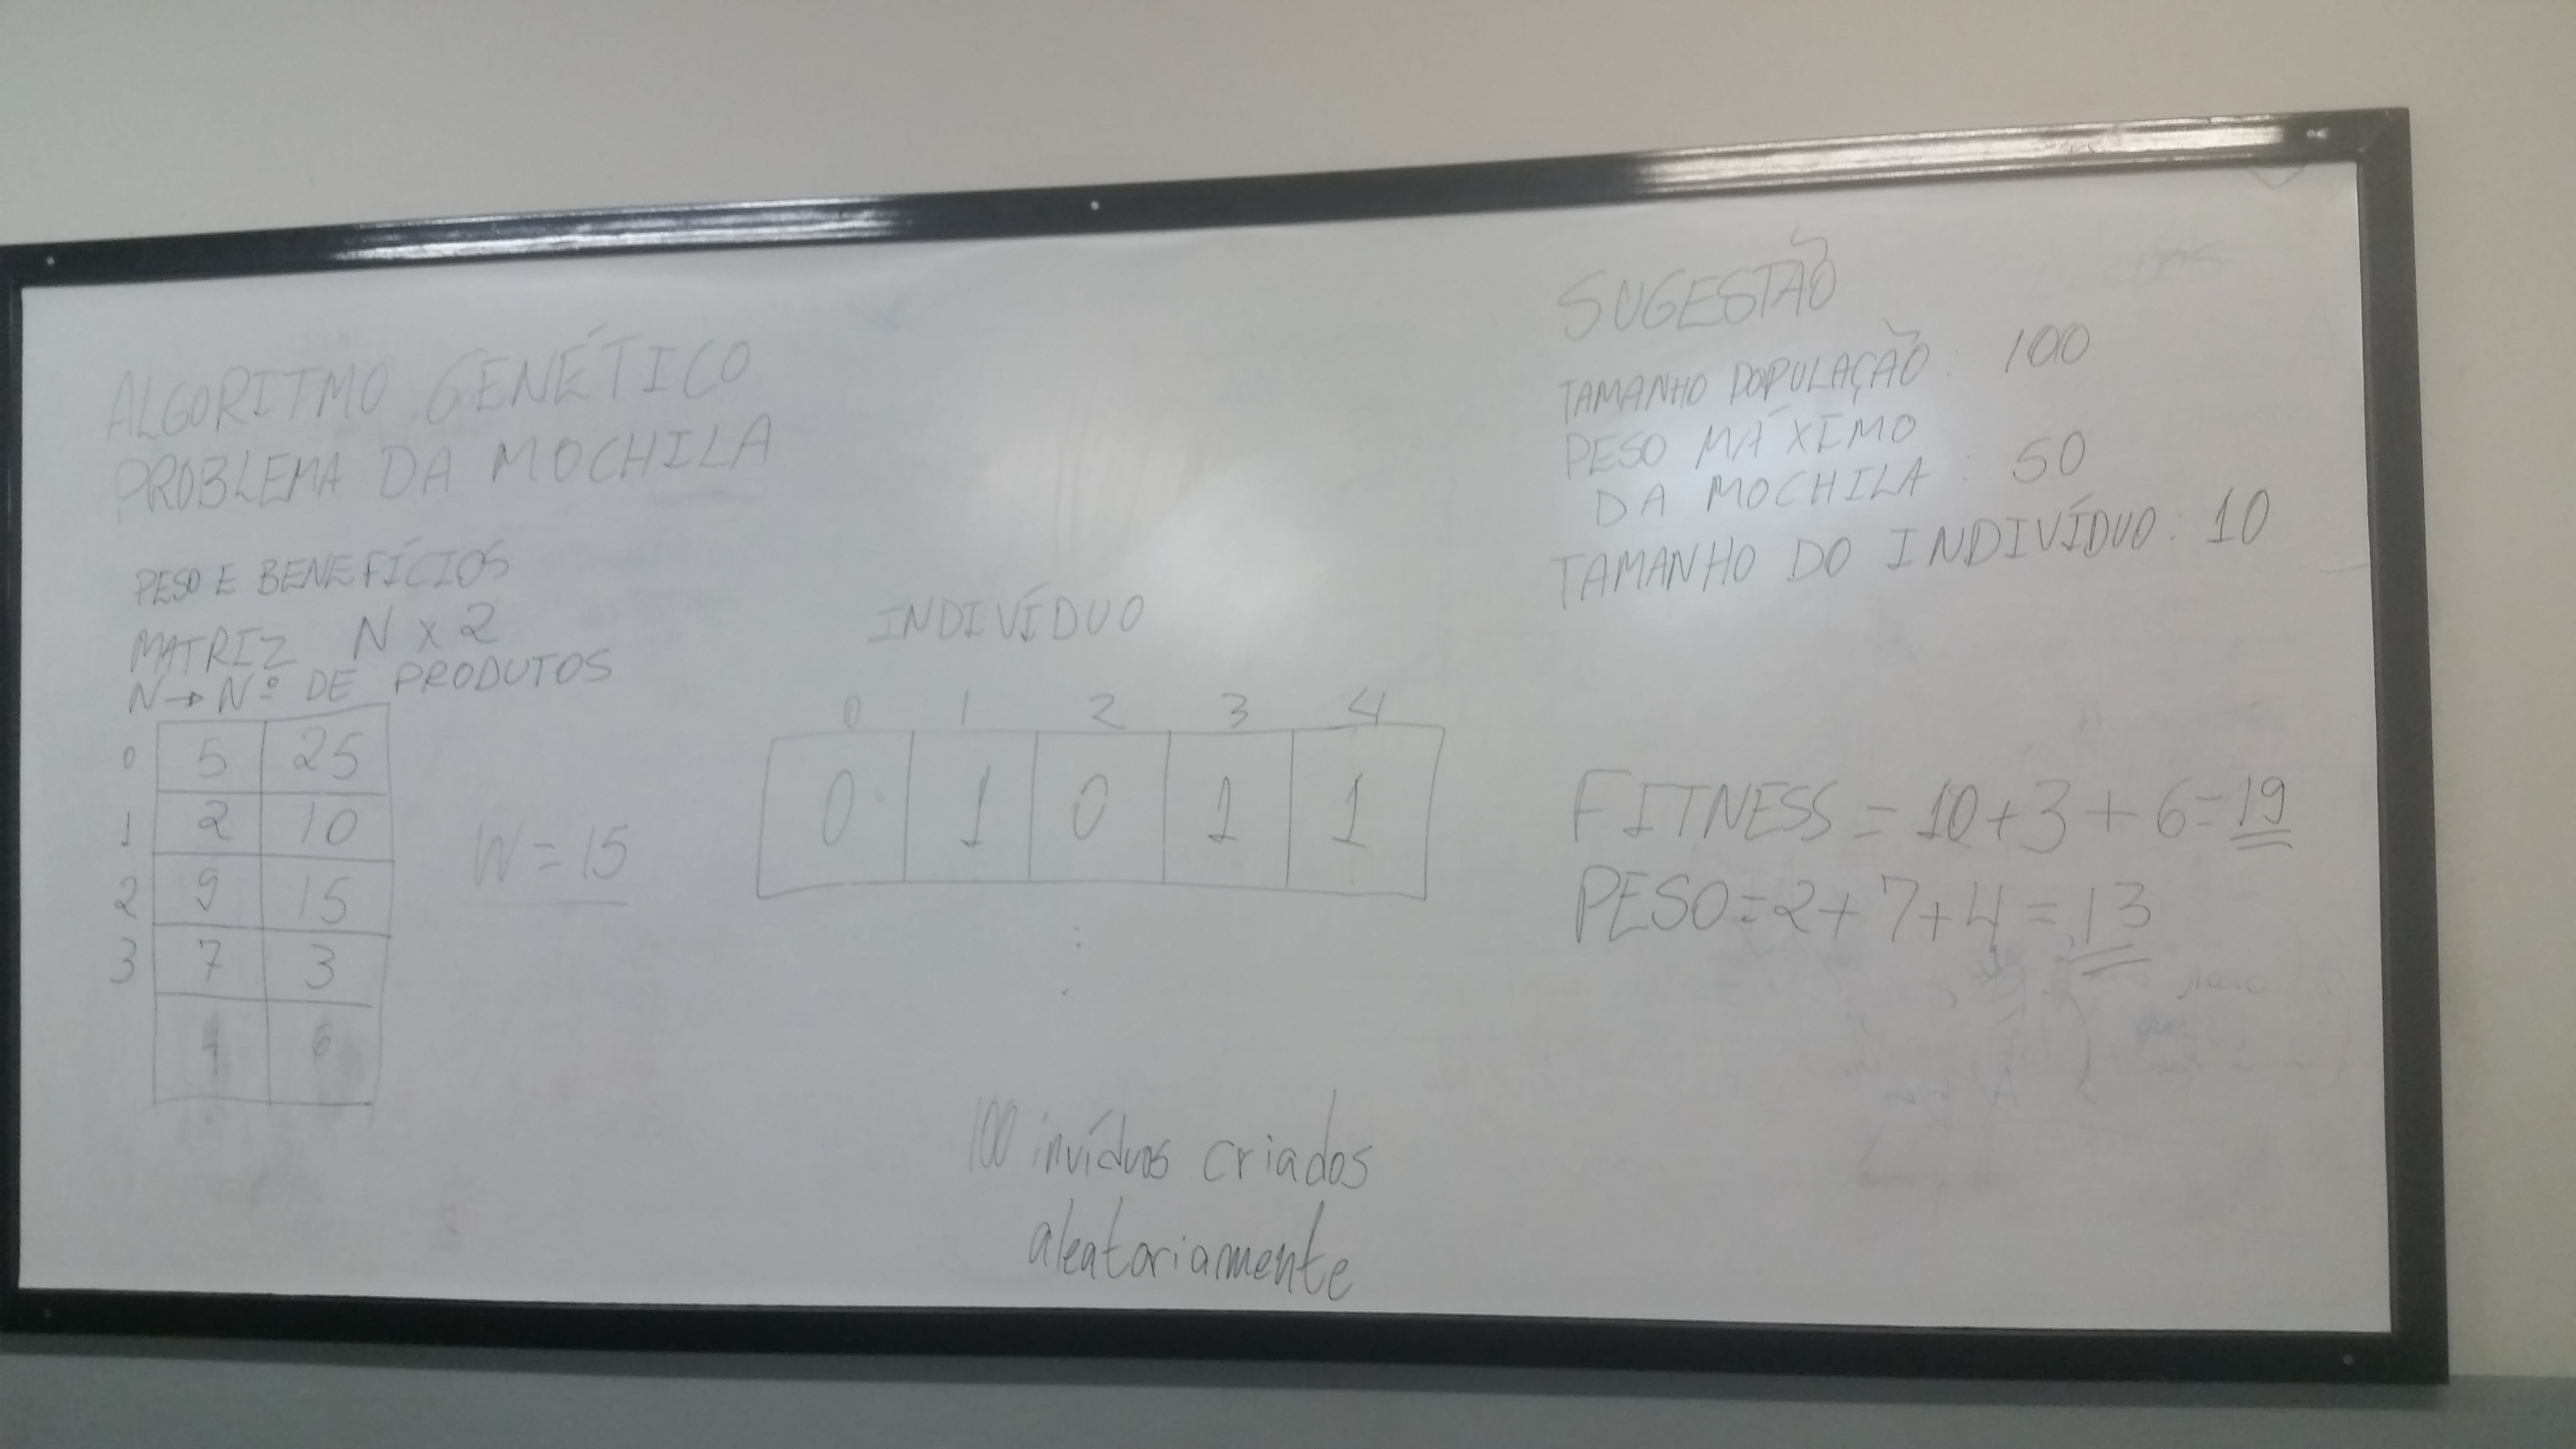 ALGORITMO GENÉTICO
PROBLEMA DA MOCHILA
PESO E BENEFÍCIOS
MATRIZ N x 2
N → Nº DE PRODUTOS
0 5 25
1 2 10
2 9 15
3 7 3
4 6
W = 15
INDIVÍDUO
0 1 2 3 4
0 1 0 1 1
100 invíduos criados
aleatoriamente
SUGESTÃO
TAMANHO POPULAÇÃO : 100
PESO MÁXIMO
DA MOCHILA : 50
TAMANHO DO INDIVÍDUO : 10
FITNESS = 10 + 3 + 6 = 19
PESO = 2 + 7 + 4 = 13